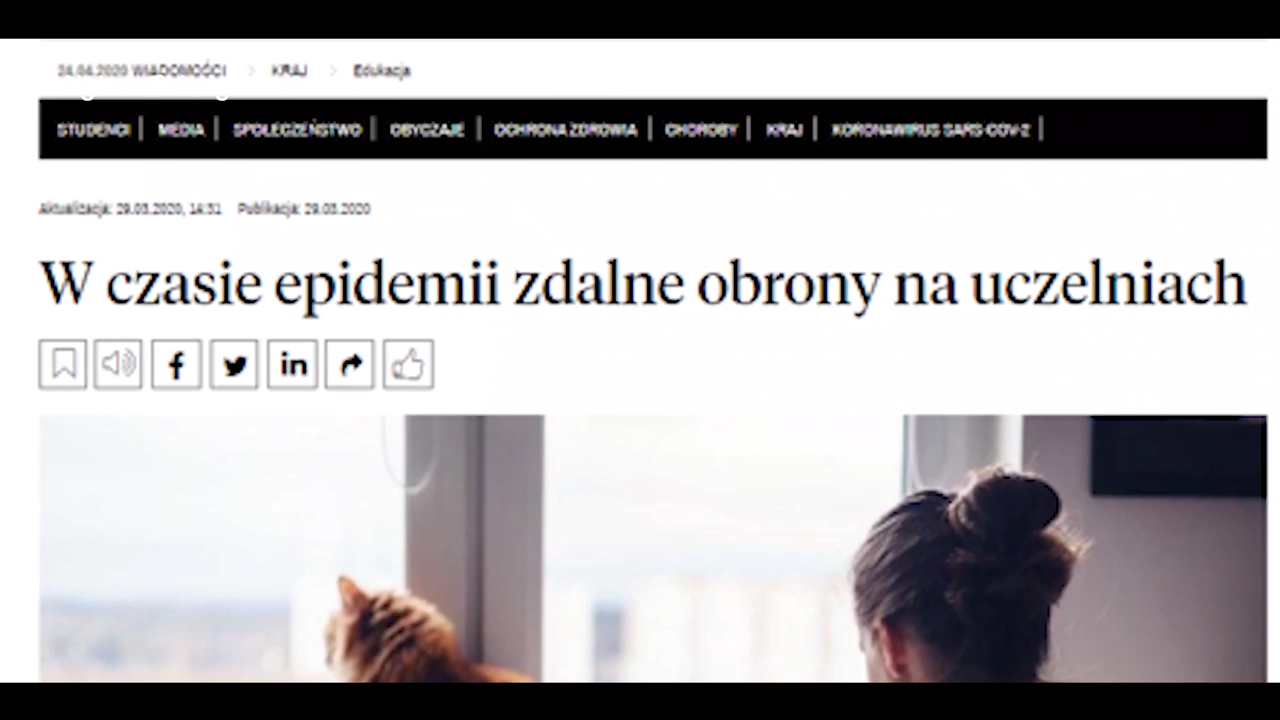 24.04.2020 WIADOMOŚCI KRAJ Edukacja
STUDENCI MEDIA SPOŁECZEŃSTWO OBYCZAJE OCHRONA ZDROWIA CHOROBY KRAJ KORONAWIRUS SARS-COV-2
Aktualizacja: 29.03.2020, 14:31 Publikacja: 29.03.2020
W czasie epidemii zdalne obrony na uczelniach